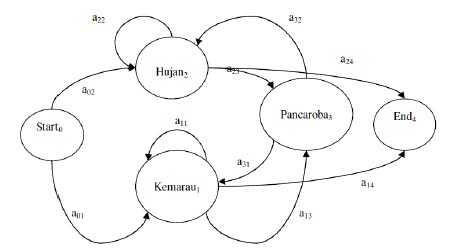 a₂₂
a₃₂
a₂₄
Hujan₂
a₂₃
a₀₂
Pancaroba₃
End₄
Start₀
a₁₁
a₃₁
Kemarau₁
a₁₄
a₀₁
a₁₃